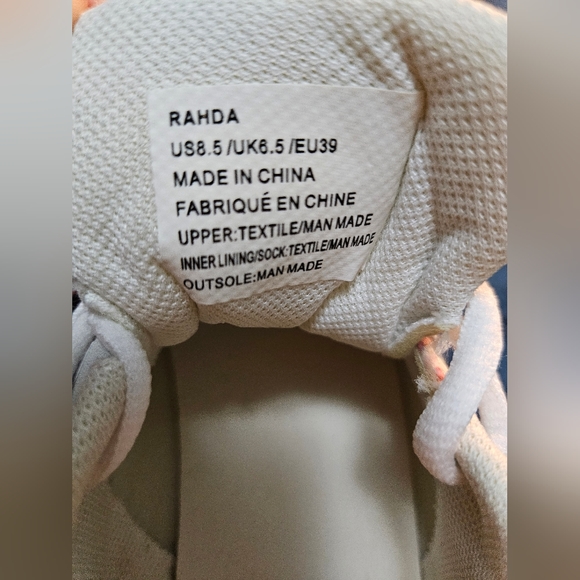 RAHDA
US8.5 /UK6.5 /EU39
MADE IN CHINA
FABRIQUÉ EN CHINE
UPPER:TEXTILE/MAN MADE
INNER LINING/SOCK:TEXTILE/MAN MADE
OUTSOLE:MAN MADE